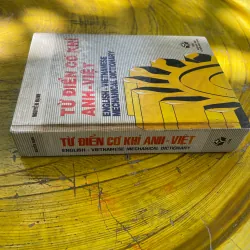 TỪ ĐIỂN CƠ KHÍ
ANH - VIỆT
ENGLISH - VIETNAMESE
MECHANICAL DICTIONARY
TỪ ĐIỂN CƠ KHÍ ANH - VIỆT
ENGLISH - VIETNAMESE MECHANICAL DICTIONARY